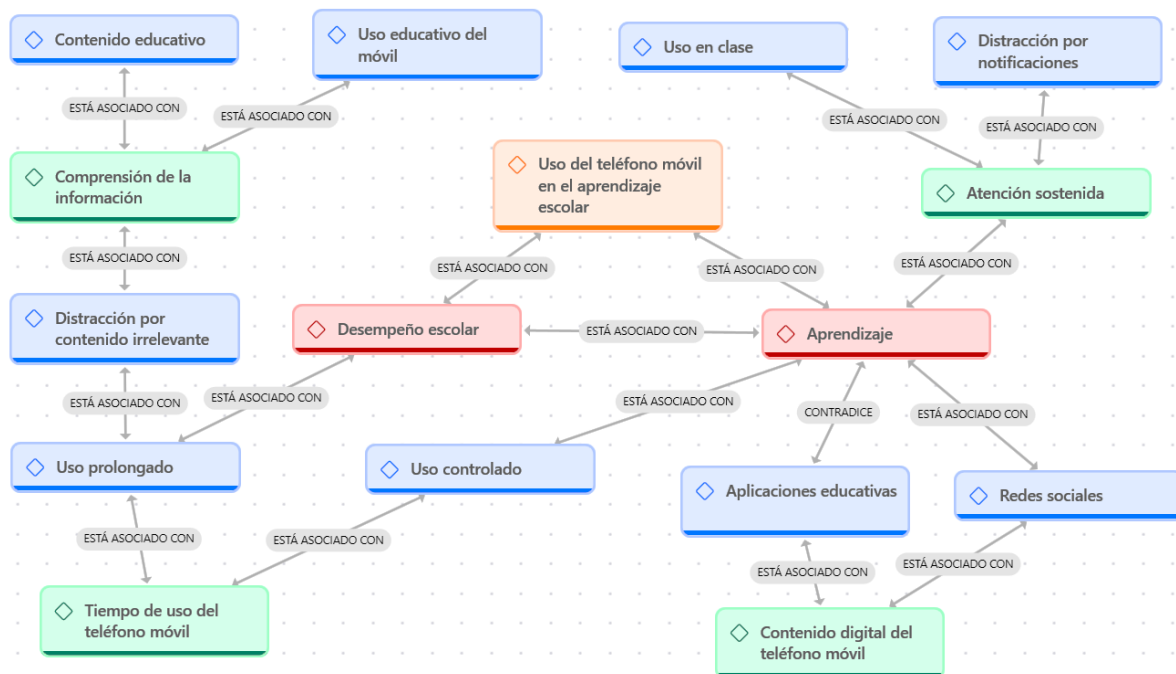 Contenido educativo
Uso educativo del
móvil
Uso en clase
Distracción por
notificaciones
ESTÁ ASOCIADO CON
ESTÁ ASOCIADO CON
ESTÁ ASOCIADO CON
ESTÁ ASOCIADO CON
Comprensión de la
información
Uso del teléfono móvil
en el aprendizaje
escolar
Atención sostenida
ESTÁ ASOCIADO CON
ESTÁ ASOCIADO CON
ESTÁ ASOCIADO CON
ESTÁ ASOCIADO CON
Distracción por
contenido irrelevante
Desempeño escolar
ESTÁ ASOCIADO CON
Aprendizaje
ESTÁ ASOCIADO CON
ESTÁ ASOCIADO CON
ESTÁ ASOCIADO CON
CONTRADICE
ESTÁ ASOCIADO CON
Uso prolongado
Uso controlado
Aplicaciones educativas
Redes sociales
ESTÁ ASOCIADO CON
ESTÁ ASOCIADO CON
ESTÁ ASOCIADO CON
ESTÁ ASOCIADO CON
Tiempo de uso del
teléfono móvil
Contenido digital del
teléfono móvil